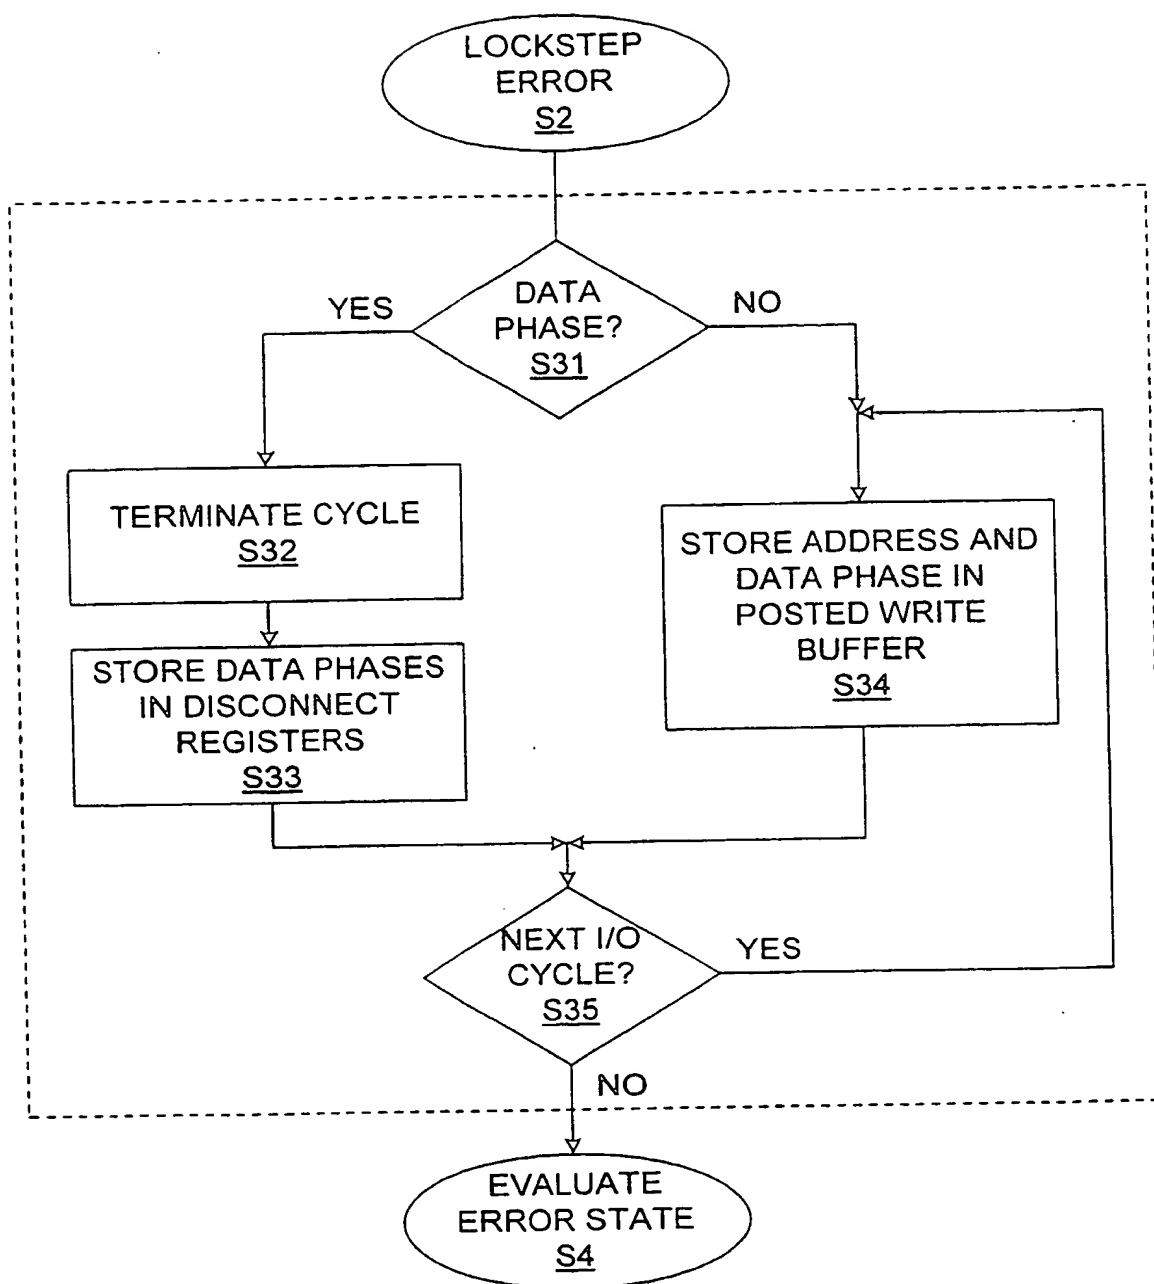 LOCKSTEP
ERROR
S2
DATA
PHASE?
S31
YES
NO
TERMINATE CYCLE
S32
STORE DATA PHASES
IN DISCONNECT
REGISTERS
S33
STORE ADDRESS AND
DATA PHASE IN
POSTED WRITE
BUFFER
S34
NEXT I/O
CYCLE?
S35
YES
NO
EVALUATE
ERROR STATE
S4